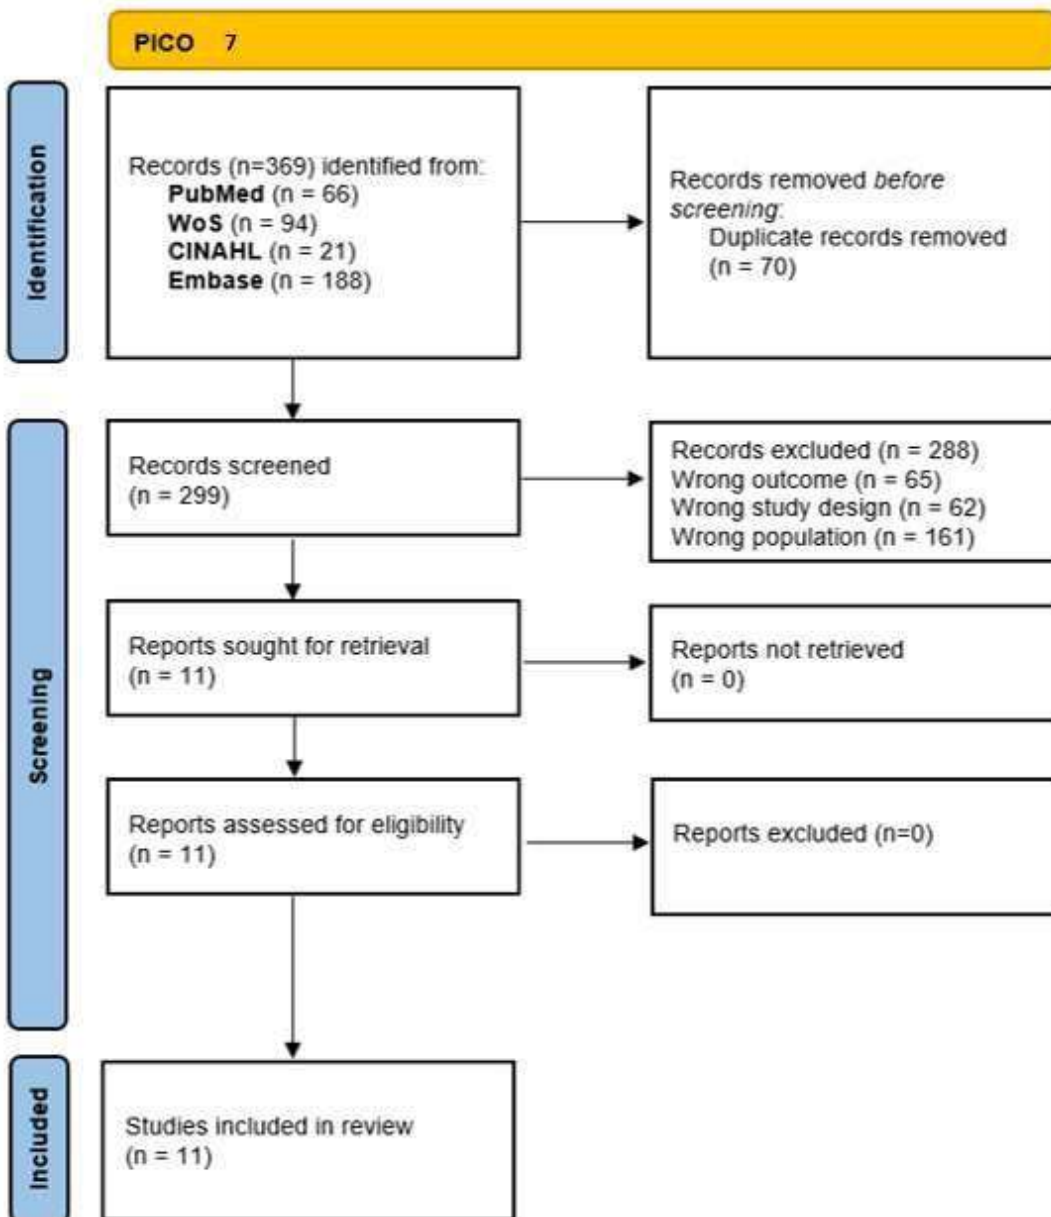 PICO 7
Identification
Records (n=369) identified from:
PubMed (n = 66)
WoS (n = 94)
CINAHL (n = 21)
Embase (n = 188)
Records removed before
screening:
Duplicate records removed
(n = 70)
Screening
Records screened
(n = 299)
Records excluded (n = 288)
Wrong outcome (n = 65)
Wrong study design (n = 62)
Wrong population (n = 161)
Reports sought for retrieval
(n = 11)
Reports not retrieved
(n = 0)
Reports assessed for eligibility
(n = 11)
Reports excluded (n=0)
Included
Studies included in review
(n = 11)